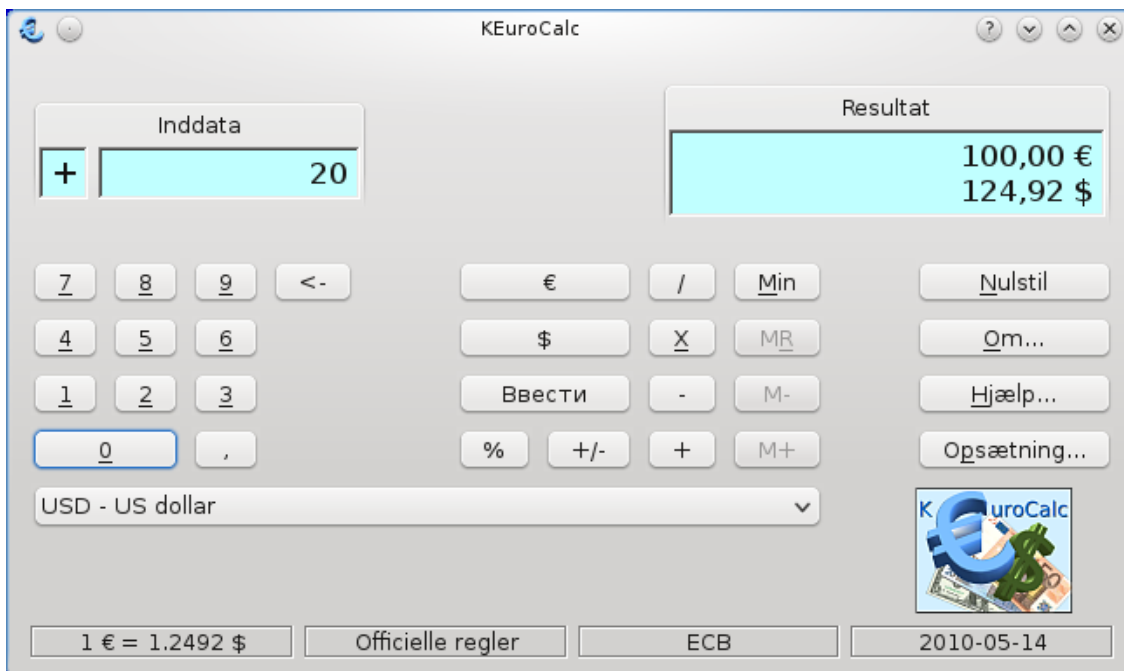 KEuroCalc
Inddata
+ 20
Resultat
100,00 €
124,92 $
7 8 9 <- € / Min Nulstil
4 5 6 $ X MR Om...
1 2 3 Ввести - M- Hjælp...
0 , % +/- + M+ Opsætning...
USD - US dollar
K €uroCalc
1 € = 1.2492 $ Officielle regler ECB 2010-05-14